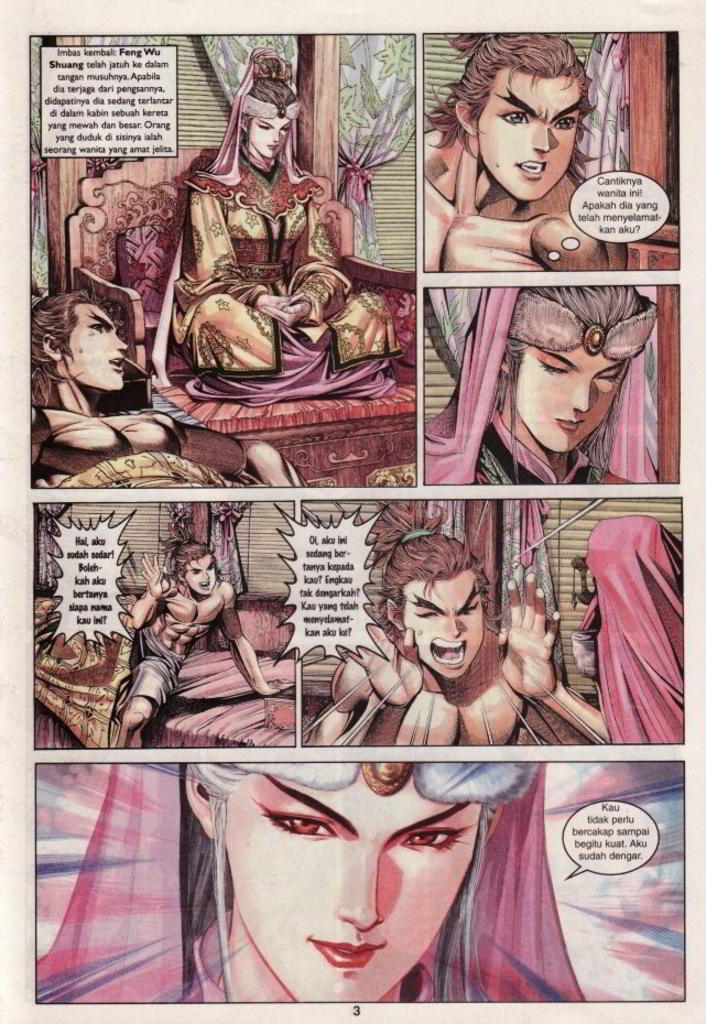 Imbas kembali: Feng Wu
Shuang telah jatuh ke dalam
tangan musuhnya. Apabila
dia terjaga dari pengsannya,
didapatinya dia sedang terlantar
di dalam kabin sebuah kereta
yang mewah dan besar. Orang
yang duduk di sisinya ialah
seorang wanita yang amat jelita.
Cantiknya
wanita ini!
Apakah dia yang
telah menyelamat-
kan aku?
Hai, aku
sudah sedar!
Boleh-
kah aku
bertanya
siapa nama
kau ini?
Oi, aku ini
sedang ber-
tanya kepada
kau? Engkau
tak dengarkah?
Kau yang telah
menyelamat-
kan aku ke?
Kau
tidak perlu
bercakap sampai
begitu kuat. Aku
sudah dengar.
3